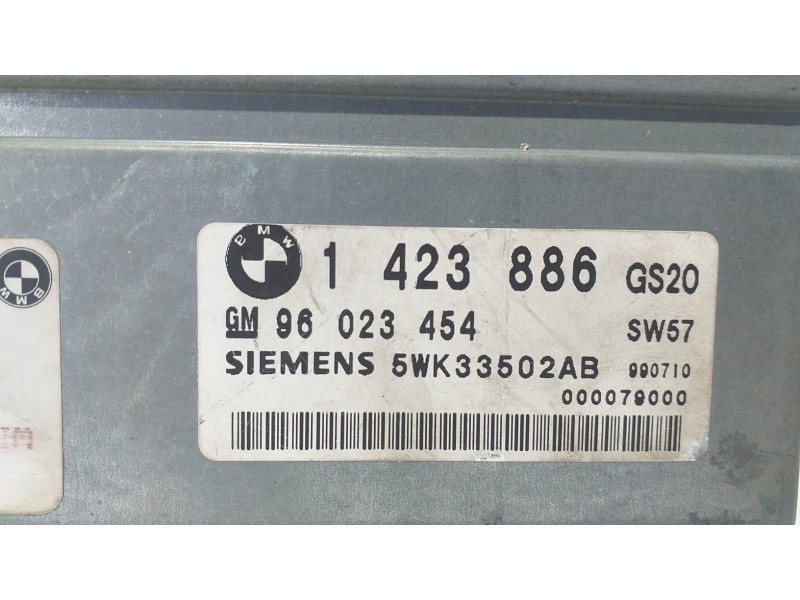 BMW 1 423 886 GS20
GM 96 023 454 SW57
SIEMENS 5WK33502AB 990710
000079000
BMW